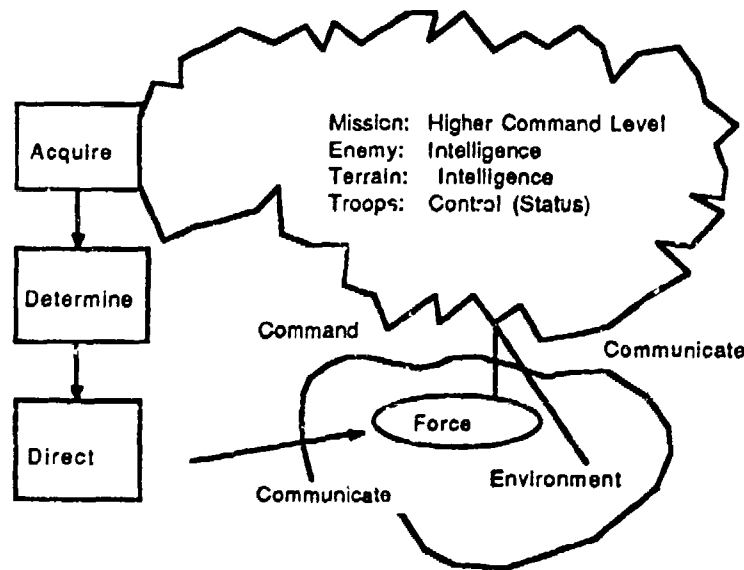 Acquire
Mission: Higher Command Level
Enemy: Intelligence
Terrain: Intelligence
Troops: Control (Status)
Determine
Command
Communicate
Direct
Force
Communicate
Environment